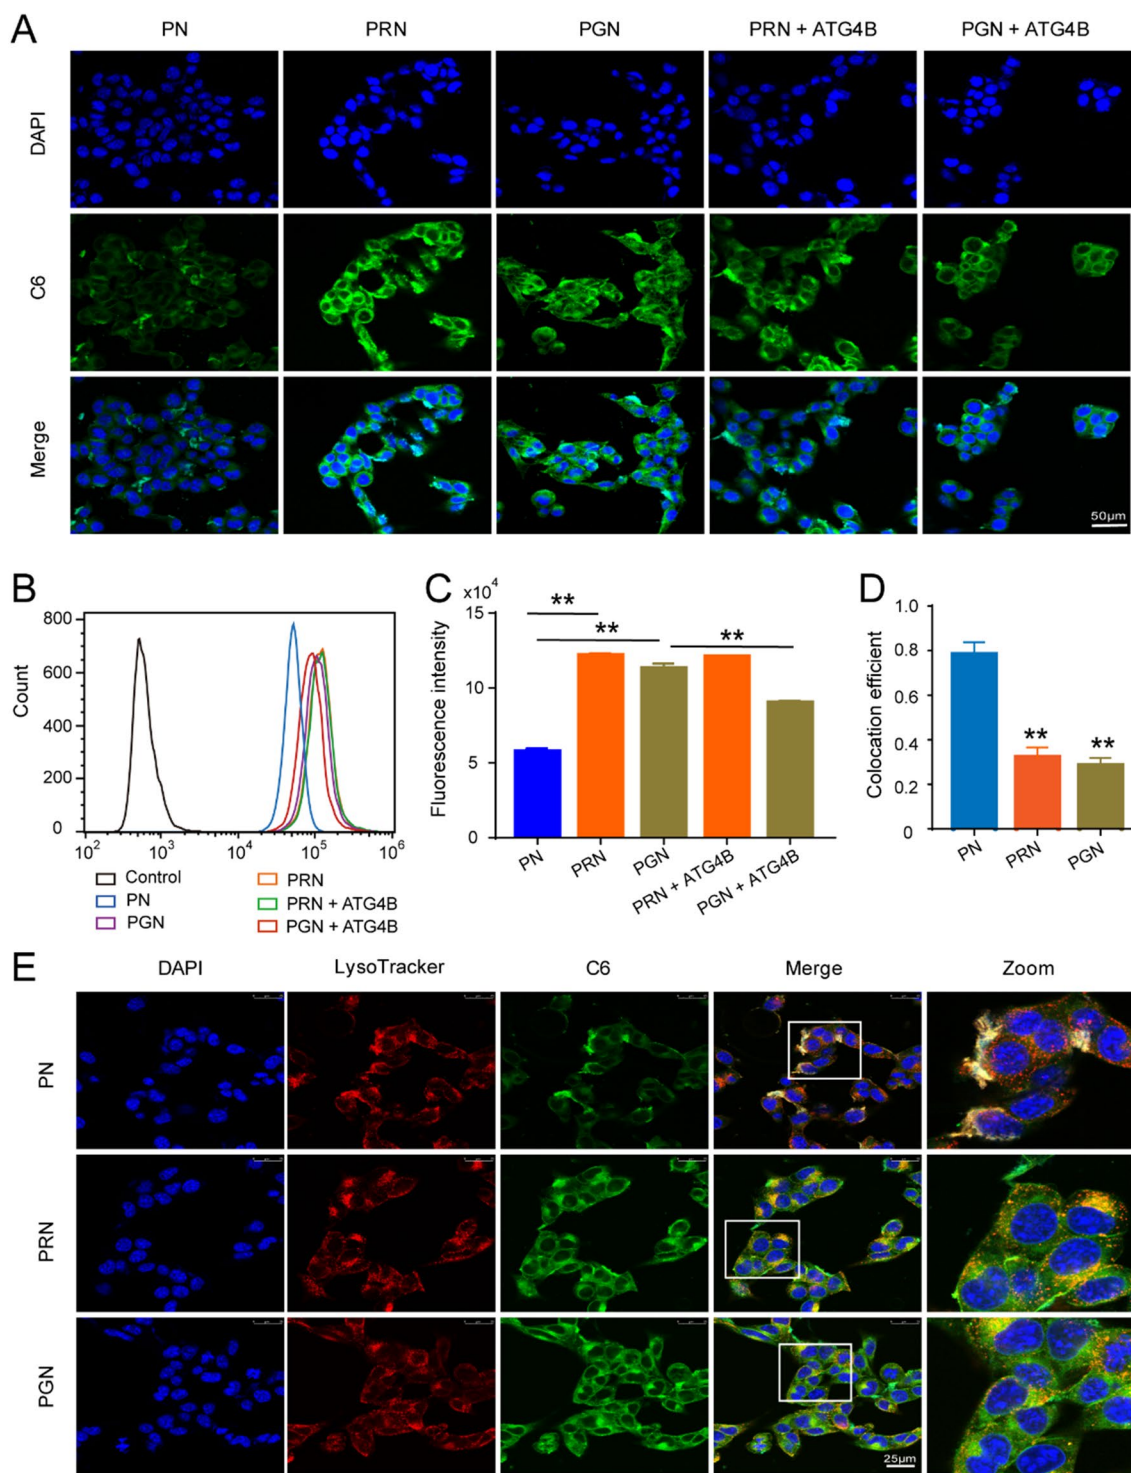 A
PN PRN PGN PRN + ATG4B PGN + ATG4B
DAPI
C6
Merge
50μm
B
Count
800
600
400
200
0
10² 10³ 10⁴ 10⁵ 10⁶
Control PRN
PN PRN + ATG4B
PGN PGN + ATG4B
C
x10⁴
Fluorescence intensity
15
10
5
0
PN PRN PGN PRN + ATG4B PGN + ATG4B
** ** **
D
Colocation efficient
1.0
0.8
0.6
0.4
0.2
0
** **
PN PRN PGN
E
DAPI LysoTracker C6 Merge Zoom
PN
PRN
PGN
25μm